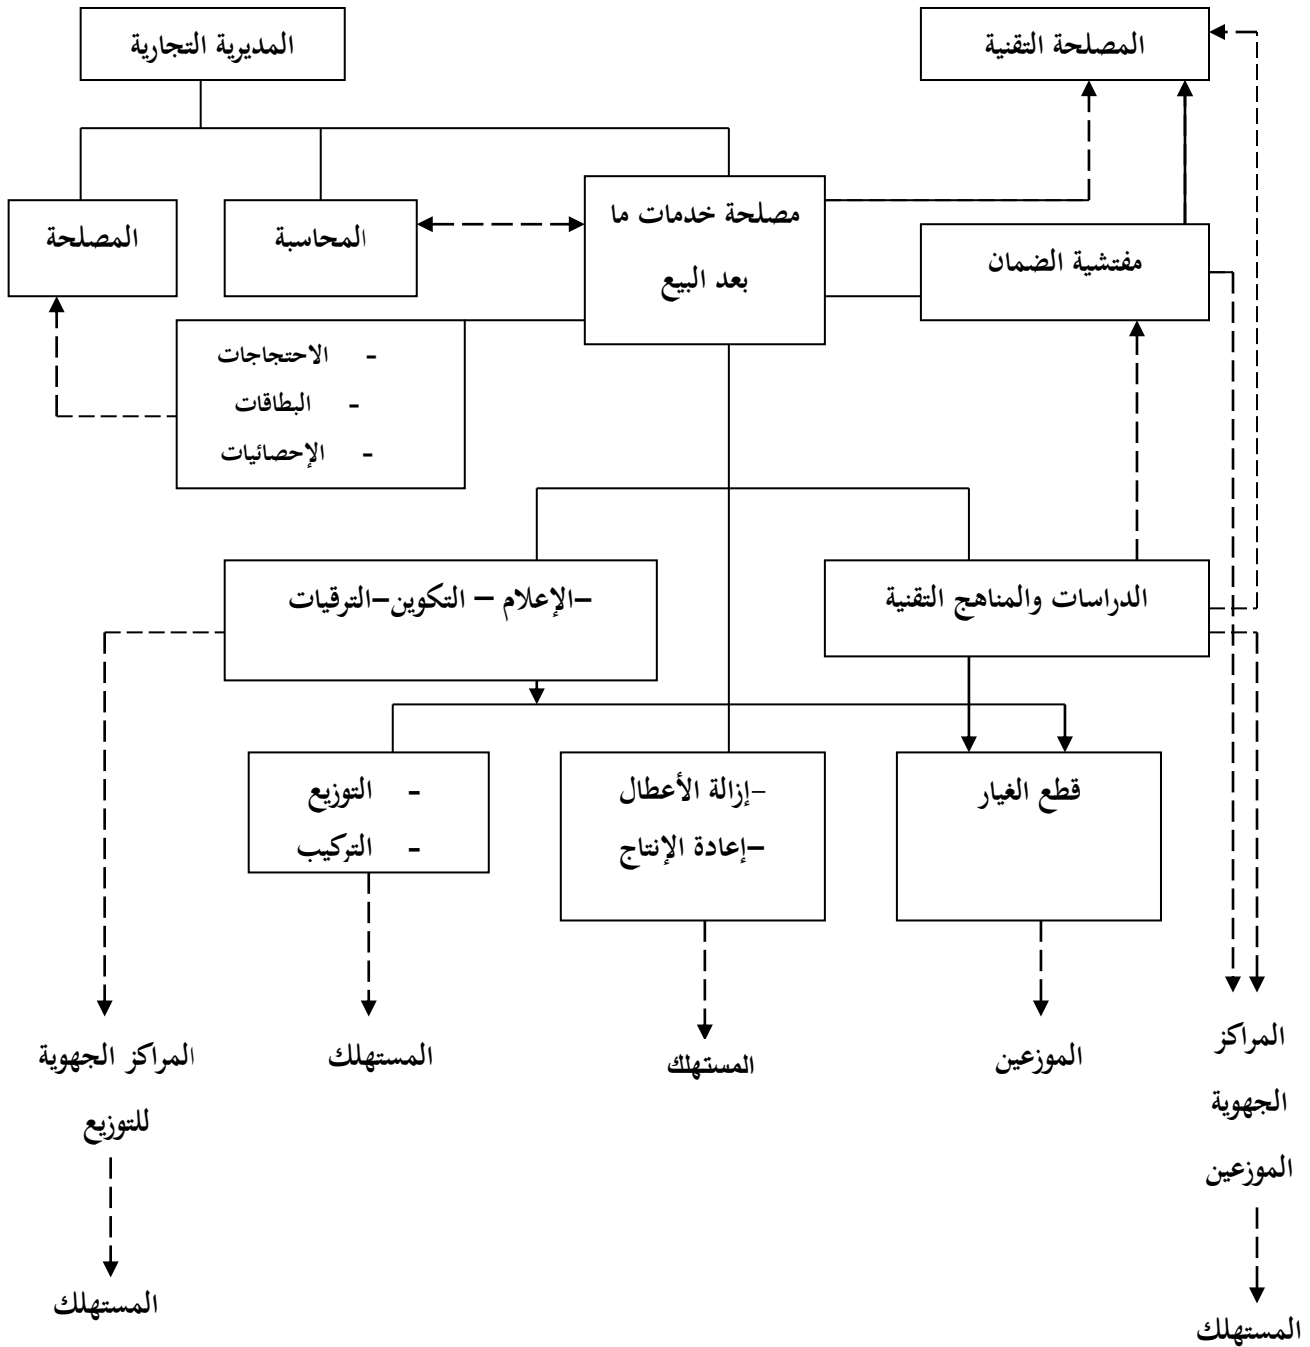 المصلحة التقنية
المديرية التجارية
مصلحة خدمات ما
بعد البيع
المحاسبة
المصلحة
مفتشية الضمان
- الاحتجاجات
- البطاقات
- الإحصائيات
الدراسات والمناهج التقنية
–الإعلام – التكوين–الترقيات
قطع الغيار
–إزالة الأعطال
–إعادة الإنتاج
- التوزيع
- التركيب
المراكز
الجهوية
الموزعين
المستهلك
الموزعين
المستهلك
المستهلك
المراكز الجهوية
للتوزيع
المستهلك